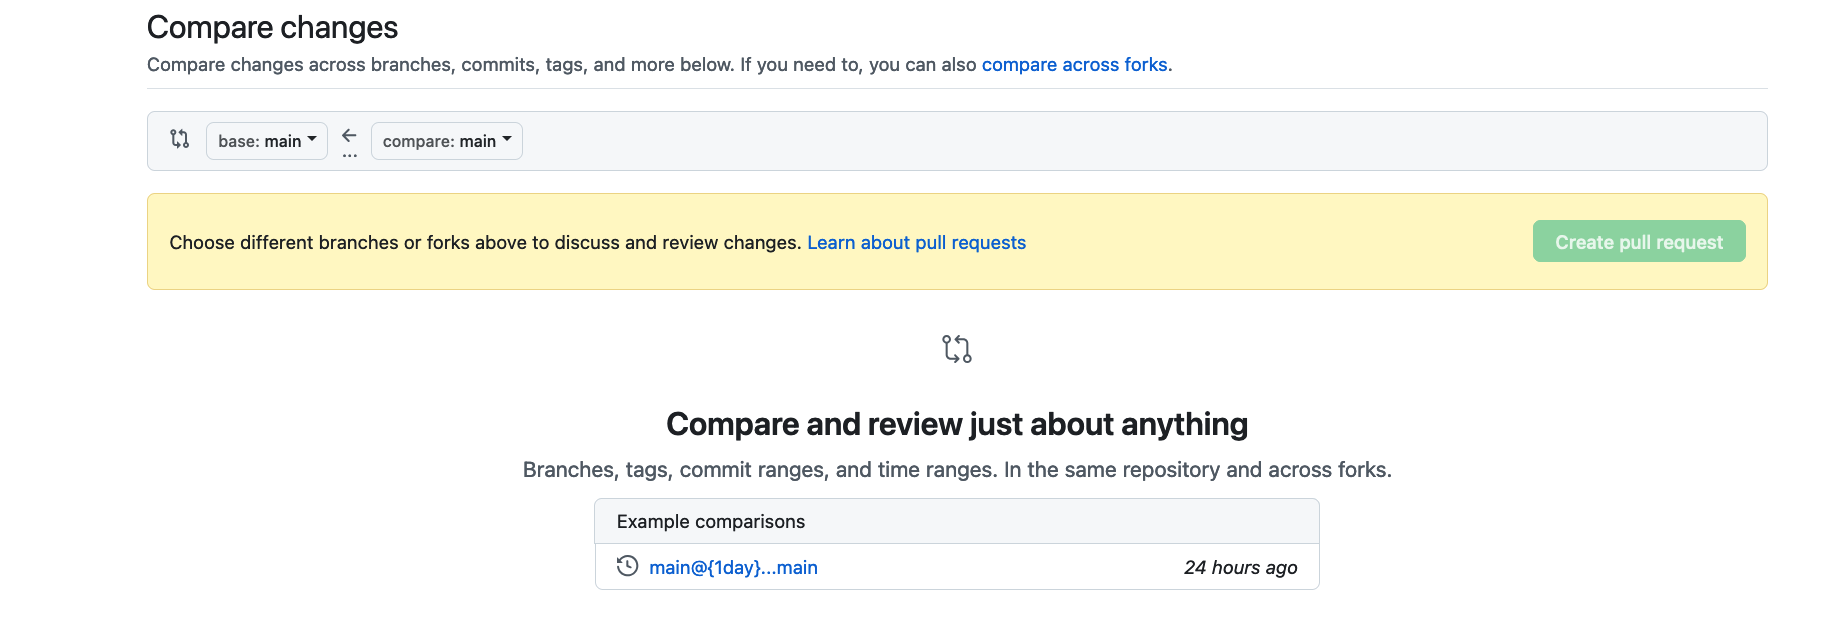 Compare changes
Compare changes across branches, commits, tags, and more below. If you need to, you can also compare across forks.
base: main ... compare: main
Choose different branches or forks above to discuss and review changes. Learn about pull requests Create pull request
Compare and review just about anything
Branches, tags, commit ranges, and time ranges. In the same repository and across forks.
Example comparisons
main@{1day}...main 24 hours ago